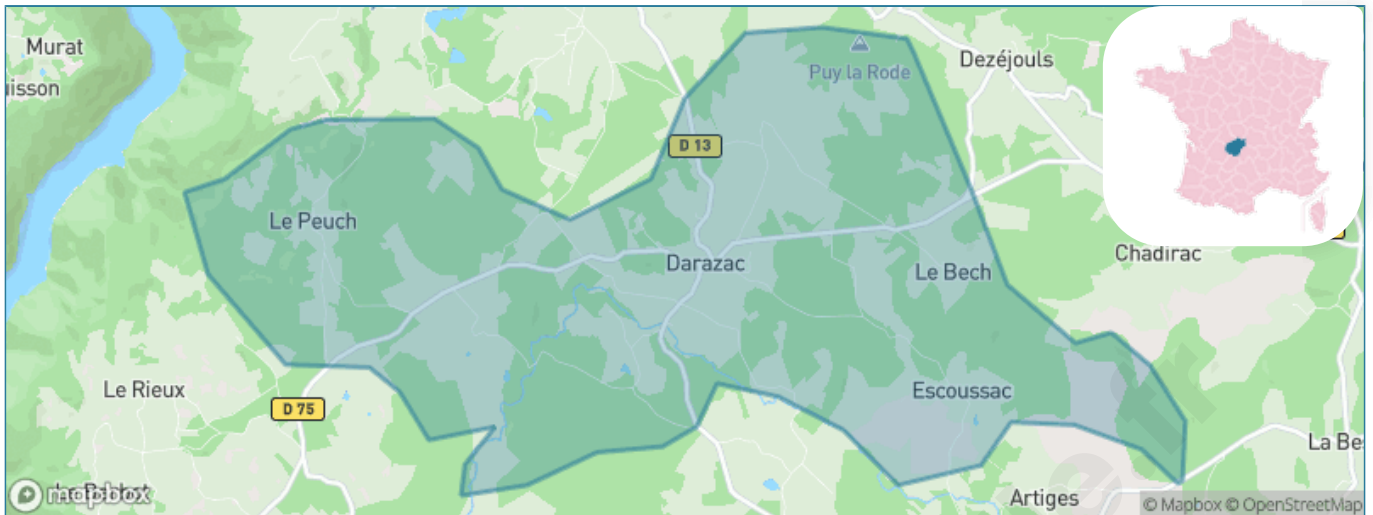 Murat
uisson
Dezéjouls
Puy la Rode
D 13
Le Peuch
Darazac
Le Bech
Chadirac
Le Rieux
D 75
Escoussac
La Be
Artiges
mapbox
© Mapbox © OpenStreetMap